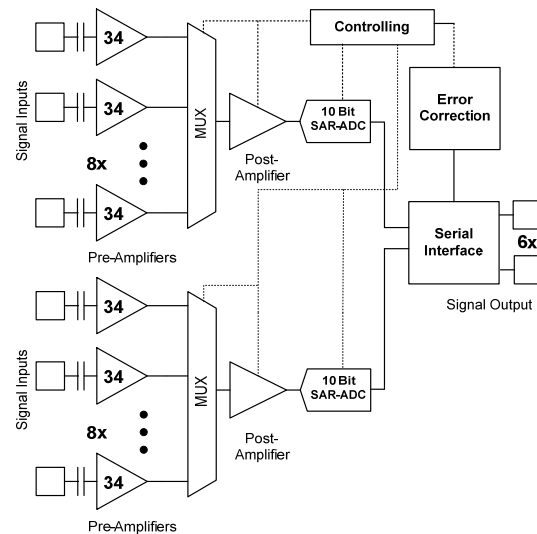 Controlling
34
Signal Inputs
34
MUX
10 Bit
SAR-ADC
Error
Correction
8x
Post-
Amplifier
34
Pre-Amplifiers
Serial
Interface
6x
Signal Output
34
Signal Inputs
34
MUX
10 Bit
SAR-ADC
8x
Post-
Amplifier
34
Pre-Amplifiers